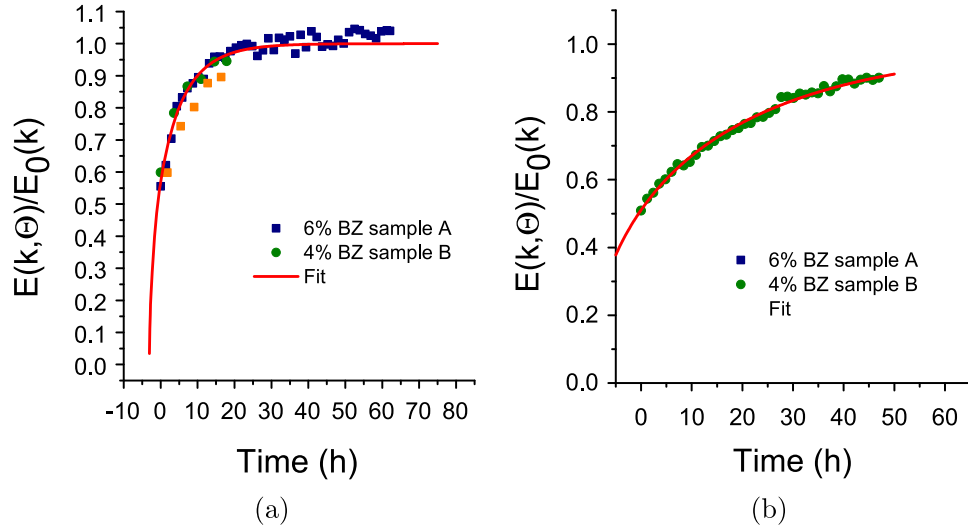 E(k,Θ)/E₀(k)
1.1
1.0
0.9
0.8
0.7
0.6
0.5
0.4
0.3
0.2
0.1
0.0
6% BZ sample A
4% BZ sample B
Fit
-10 0 10 20 30 40 50 60 70 80
Time (h)
(a)
E(k,Θ)/E₀(k)
1.0
0.8
0.6
0.4
0.2
0.0
6% BZ sample A
4% BZ sample B
Fit
0 10 20 30 40 50 60
Time (h)
(b)